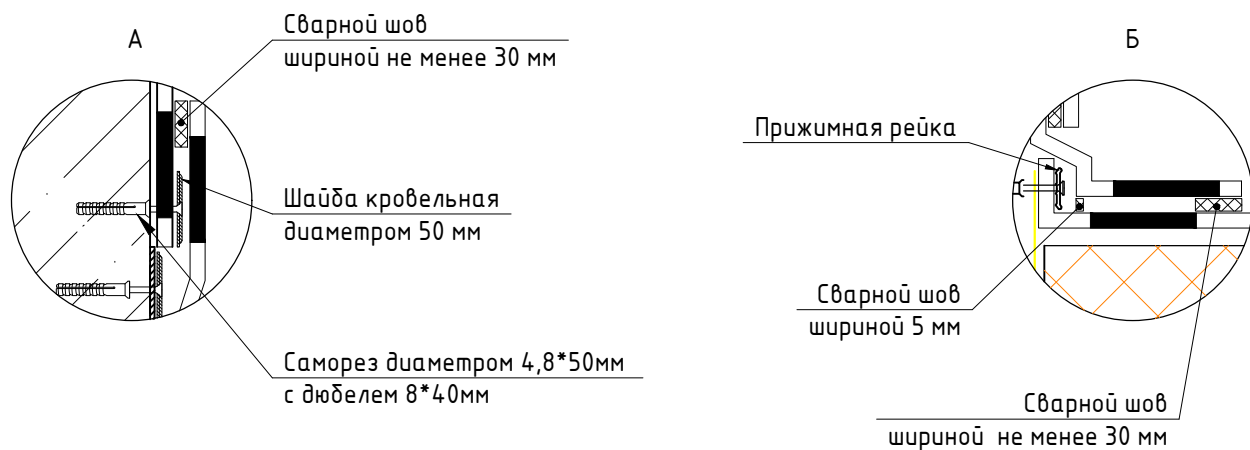 А
Сварной шов
шириной не менее 30 мм
Шайба кровельная
диаметром 50 мм
Саморез диаметром 4,8*50мм
с дюбелем 8*40мм
Б
Прижимная рейка
Сварной шов
шириной 5 мм
Сварной шов
шириной не менее 30 мм